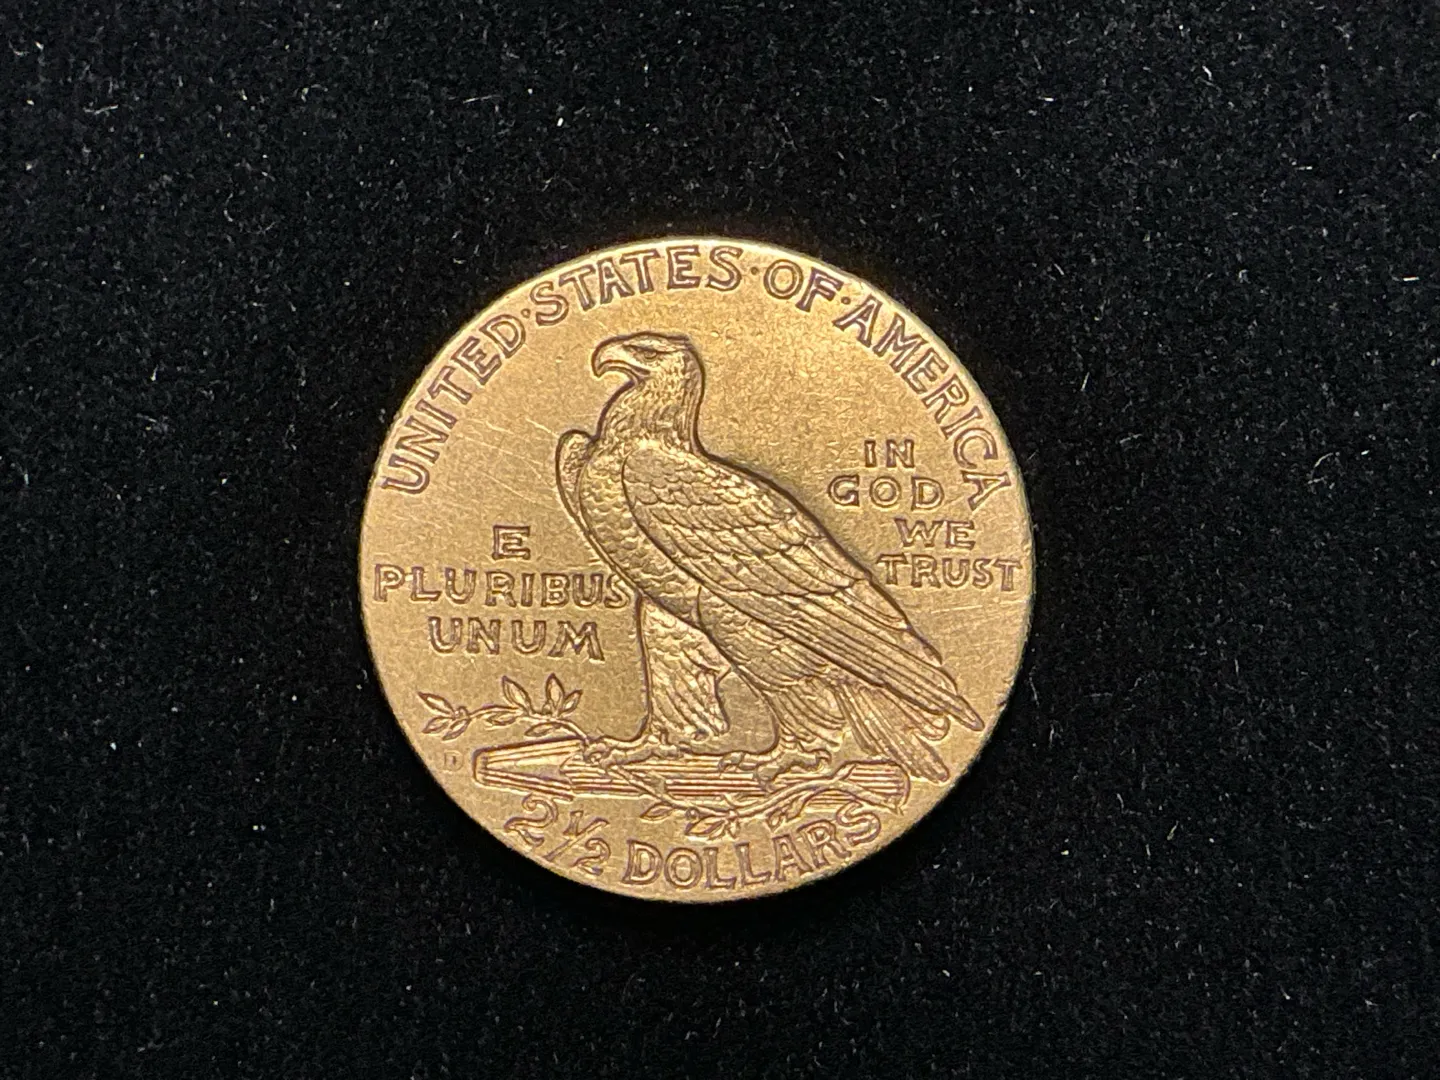 UNITED·STATES·OF·AMERICA
IN
GOD
WE
TRUST
E
PLURIBUS
UNUM
D
2½ DOLLARS